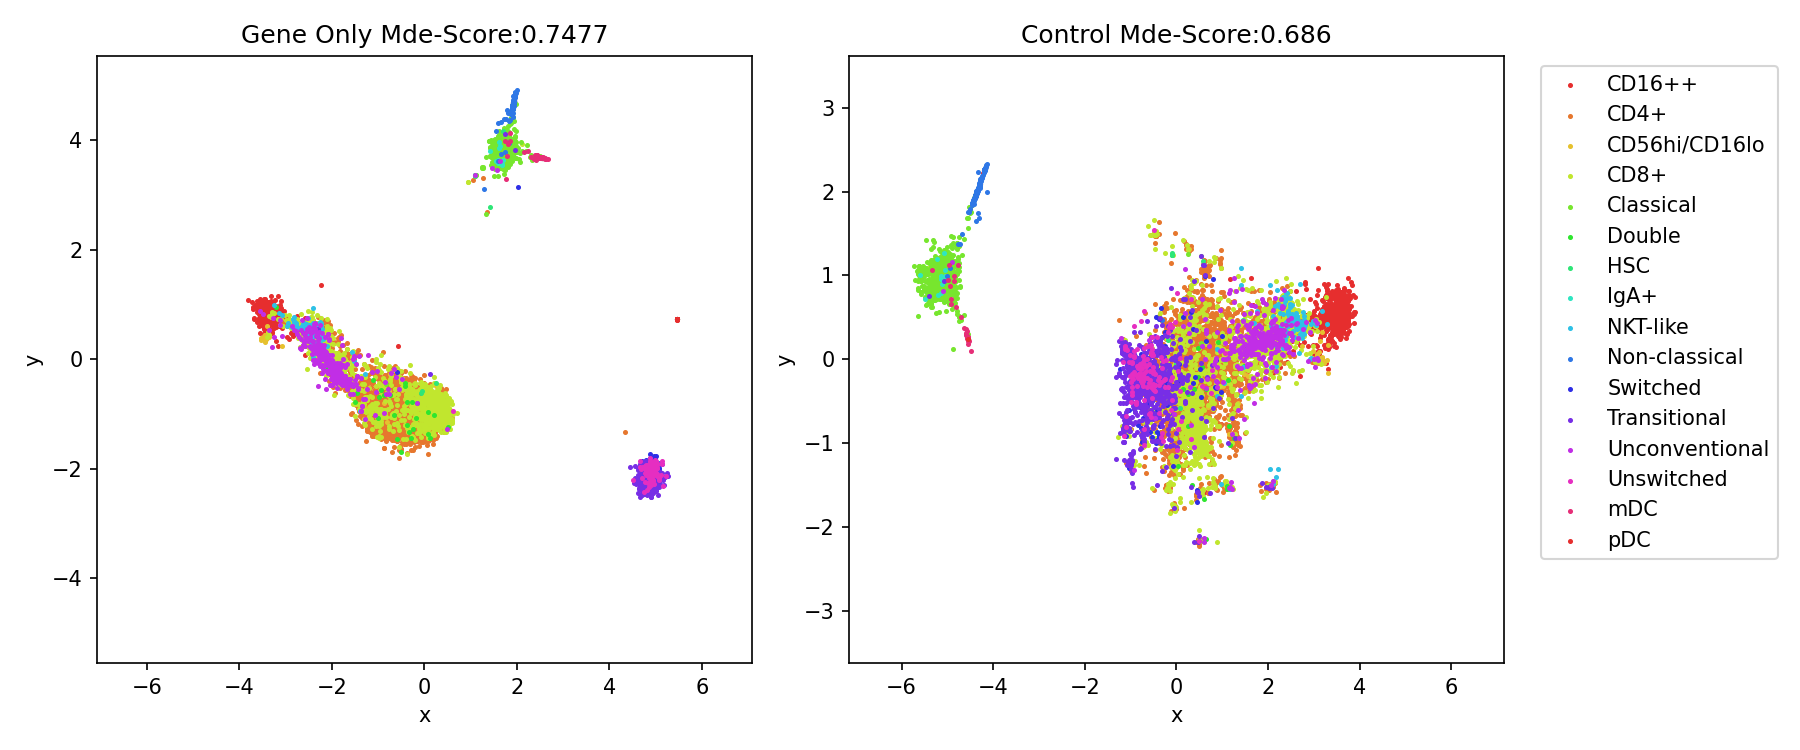 Gene Only Mde-Score:0.7477
4
2
0
−2
−4
y
−6
−4
−2
0
2
4
6
x
Control Mde-Score:0.686
3
2
1
0
−1
−2
−3
y
−6
−4
−2
0
2
4
6
x
CD16++
CD4+
CD56hi/CD16lo
CD8+
Classical
Double
HSC
IgA+
NKT-like
Non-classical
Switched
Transitional
Unconventional
Unswitched
mDC
pDC